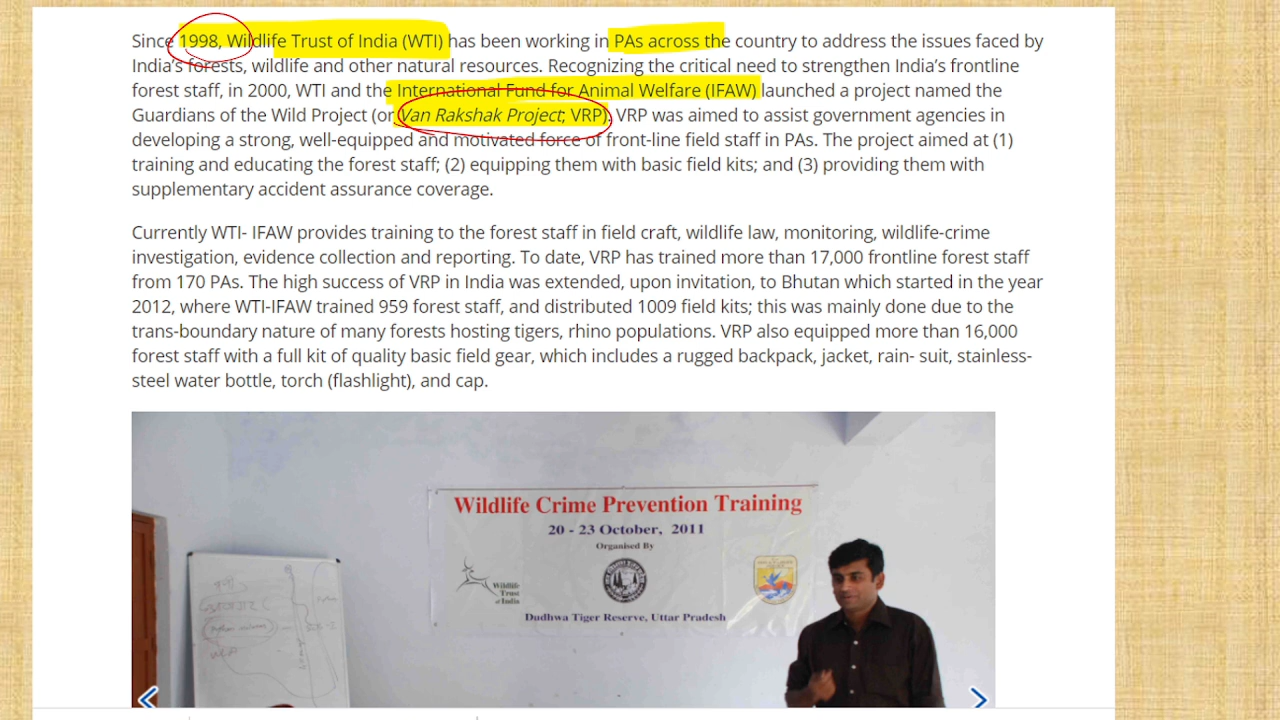 Since 1998, Wildlife Trust of India (WTI) has been working in PAs across the country to address the issues faced by
India's forests, wildlife and other natural resources. Recognizing the critical need to strengthen India's frontline
forest staff, in 2000, WTI and the International Fund for Animal Welfare (IFAW) launched a project named the
Guardians of the Wild Project (or Van Rakshak Project; VRP). VRP was aimed to assist government agencies in
developing a strong, well-equipped and motivated force of front-line field staff in PAs. The project aimed at (1)
training and educating the forest staff; (2) equipping them with basic field kits; and (3) providing them with
supplementary accident assurance coverage.
Currently WTI- IFAW provides training to the forest staff in field craft, wildlife law, monitoring, wildlife-crime
investigation, evidence collection and reporting. To date, VRP has trained more than 17,000 frontline forest staff
from 170 PAs. The high success of VRP in India was extended, upon invitation, to Bhutan which started in the year
2012, where WTI-IFAW trained 959 forest staff, and distributed 1009 field kits; this was mainly done due to the
trans-boundary nature of many forests hosting tigers, rhino populations. VRP also equipped more than 16,000
forest staff with a full kit of quality basic field gear, which includes a rugged backpack, jacket, rain- suit, stainless-
steel water bottle, torch (flashlight), and cap.
Wildlife Crime Prevention Training
20 - 23 October, 2011
Organised By
Wildlife
Trust
of India
Dudhwa Tiger Reserve, Uttar Pradesh